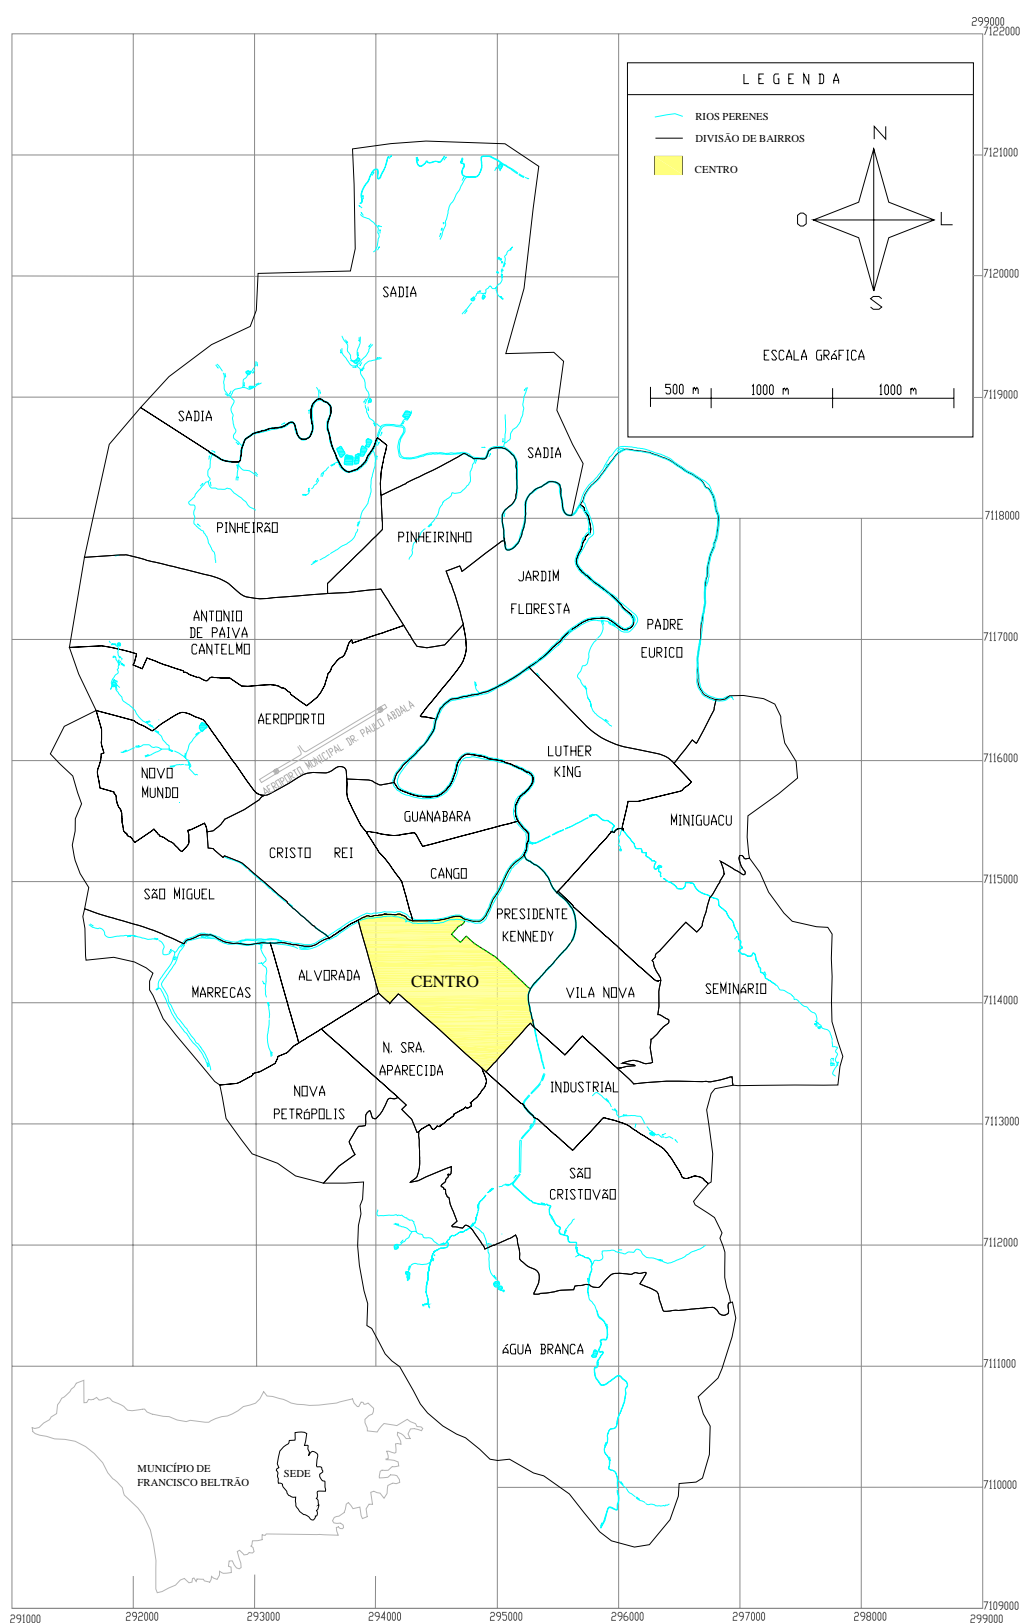 299000
7122000
LEGENDA
RIOS PERENES
DIVISÃO DE BAIRROS
CENTRO
N
O
L
S
ESCALA GRáFICA
500 m
1000 m
1000 m
7121000
7120000
7119000
7118000
7117000
7116000
7115000
7114000
7113000
7112000
7111000
7110000
7109000
SADIA
SADIA
SADIA
PINHEIRãO
PINHEIRINHO
JARDIM
FLORESTA
ANTONIO
DE PAIVA
CANTELMO
PADRE
EURICO
AEROPORTO
AEROPORTO MUNICIPAL DR. PAULO ABDALA
LUTHER
KING
NOVO
MUNDO
GUANABARA
MINIGUACU
CRISTO REI
CANGO
SãO MIGUEL
PRESIDENTE
KENNEDY
MARRECAS
ALVORADA
CENTRO
VILA NOVA
SEMINáRIO
N. SRA.
APARECIDA
NOVA
PETRóPOLIS
INDUSTRIAL
SãO
CRISTOVãO
áGUA BRANCA
MUNICÍPIO DE
FRANCISCO BELTRÃO
SEDE
291000
292000
293000
294000
295000
296000
297000
298000
299000